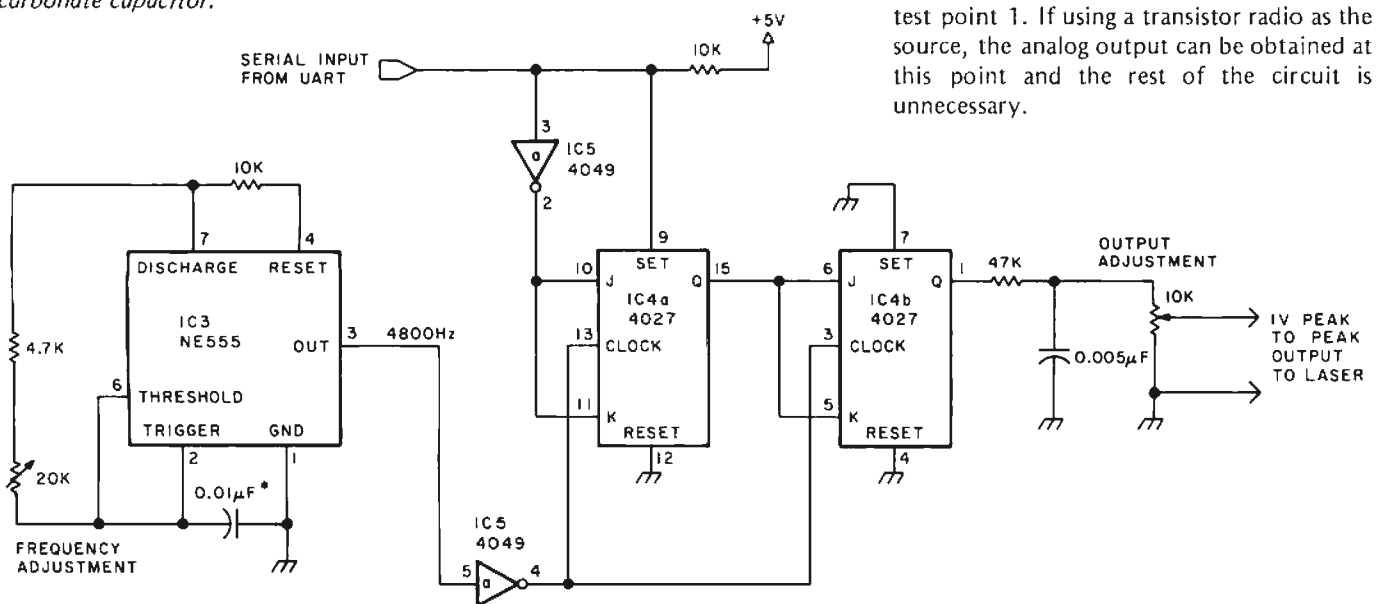 carbonate capacitor.
test point 1. If using a transistor radio as the
source, the analog output can be obtained at
this point and the rest of the circuit is
unnecessary.
+5V
10K
SERIAL INPUT
FROM UART
3
a
IC5
4049
2
10K
7
4
DISCHARGE
RESET
IC3
NE555
OUT
3
4800Hz
4.7K
6
THRESHOLD
TRIGGER
GND
2
1
20K
0.01µF*
FREQUENCY
ADJUSTMENT
IC5
4049
5
a
4
9
SET
10
J
Q
15
IC4a
4027
13
CLOCK
11
K
RESET
12
7
SET
6
J
Q
1
IC4b
4027
3
CLOCK
5
K
RESET
4
47K
0.005µF
OUTPUT
ADJUSTMENT
10K
1V PEAK
TO PEAK
OUTPUT
TO LASER